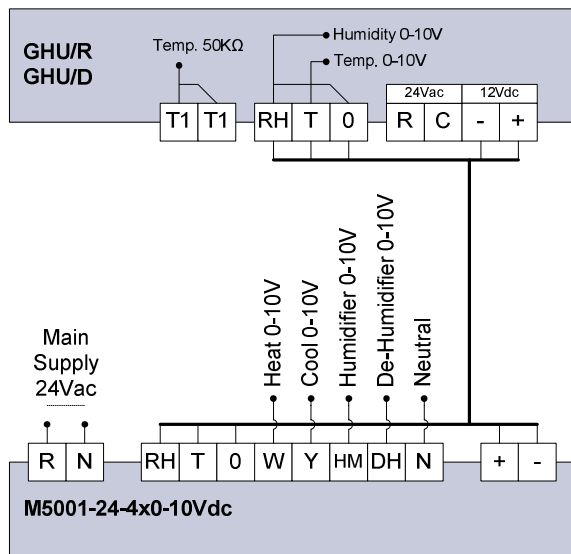 GHU/R
GHU/D
Temp. 50KΩ
Humidity 0-10V
Temp. 0-10V
24Vac 12Vdc
T1 T1 RH T 0 R C - +
Heat 0-10V
Cool 0-10V
Humidifier 0-10V
De-Humidifier 0-10V
Neutral
Main
Supply
24Vac
R N RH T 0 W Y HM DH N + -
M5001-24-4x0-10Vdc